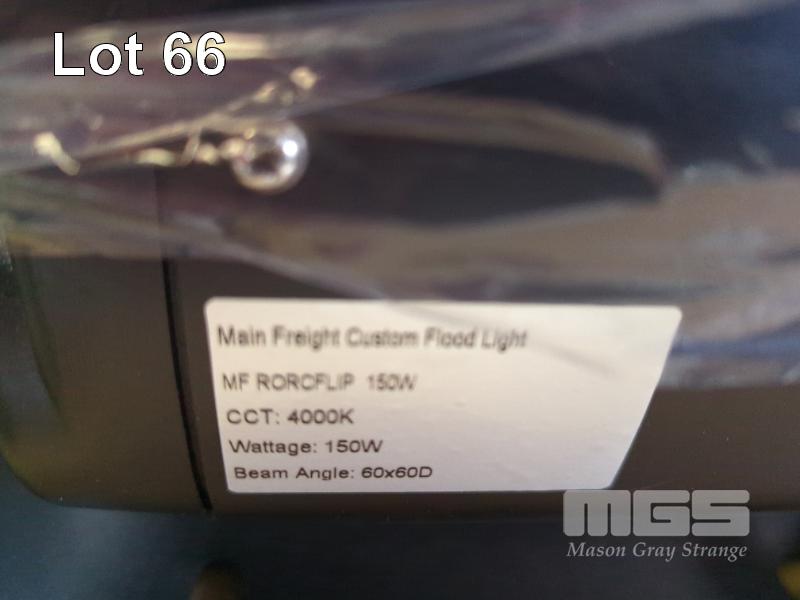 Lot 66
Main Freight Custom Flood Light
MF RORCFLIP 150W
CCT: 4000K
Wattage: 150W
Beam Angle: 60x60D
MGS
Mason Gray Strange